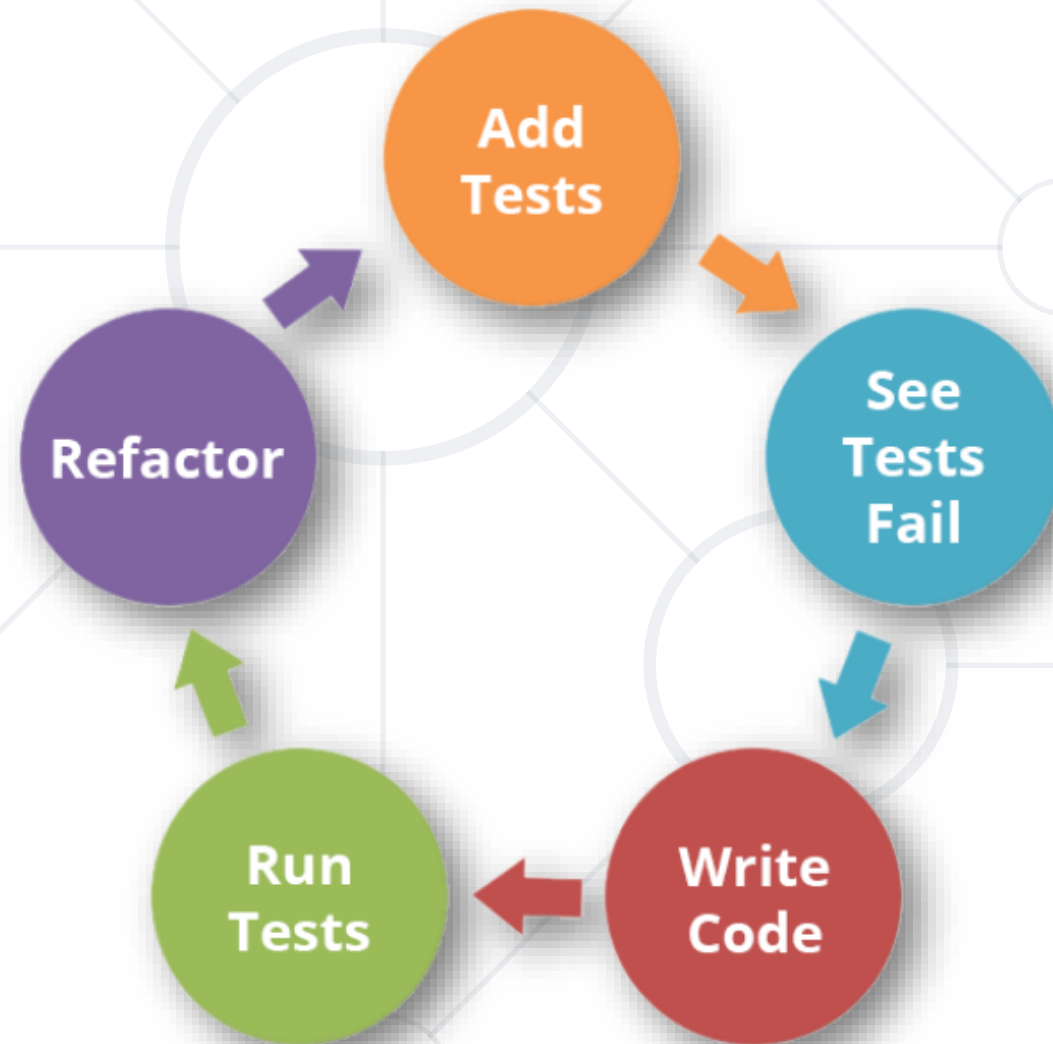 Add
Tests
See
Tests
Fail
Write
Code
Run
Tests
Refactor